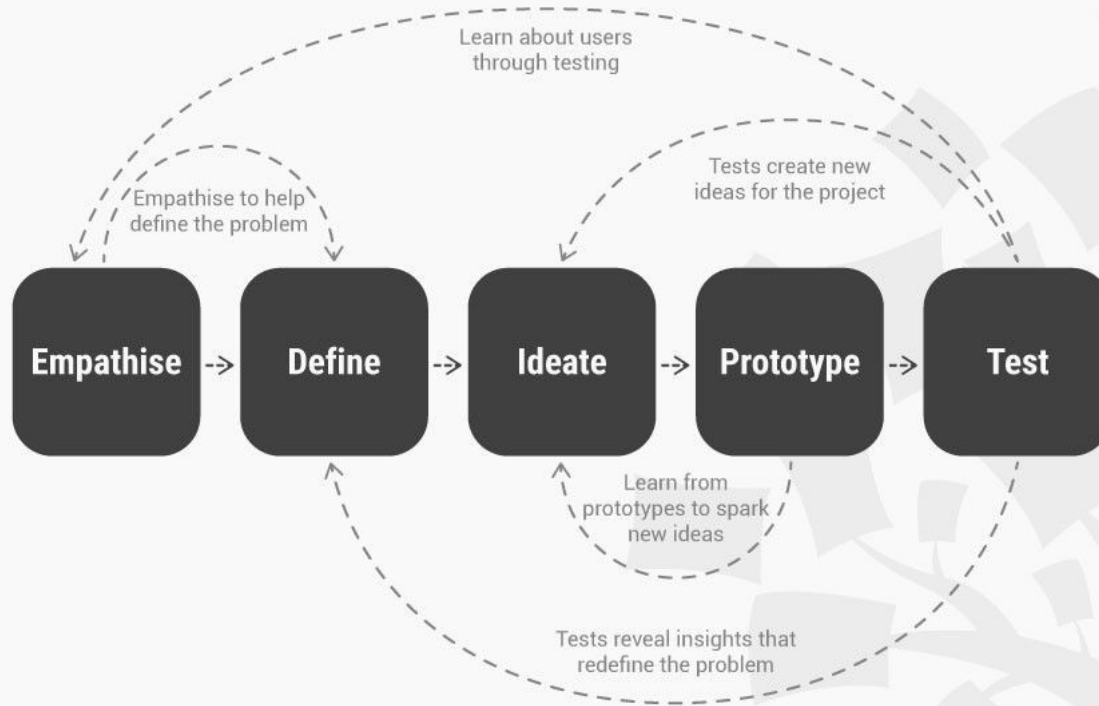 Learn about users
through testing
Tests create new
ideas for the project
Empathise to help
define the problem
Empathise
Define
Ideate
Prototype
Test
Learn from
prototypes to spark
new ideas
Tests reveal insights that
redefine the problem